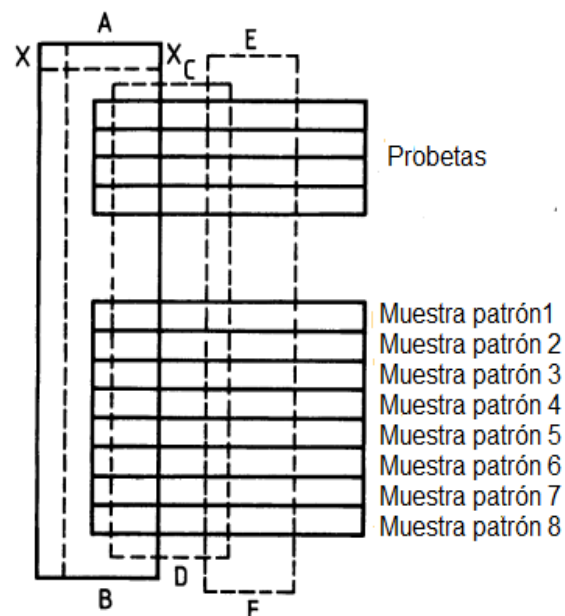 A
X
X
E
C
Probetas
Muestra patrón1
Muestra patrón 2
Muestra patrón 3
Muestra patrón 4
Muestra patrón 5
Muestra patrón 6
Muestra patrón 7
Muestra patrón 8
D
B
F